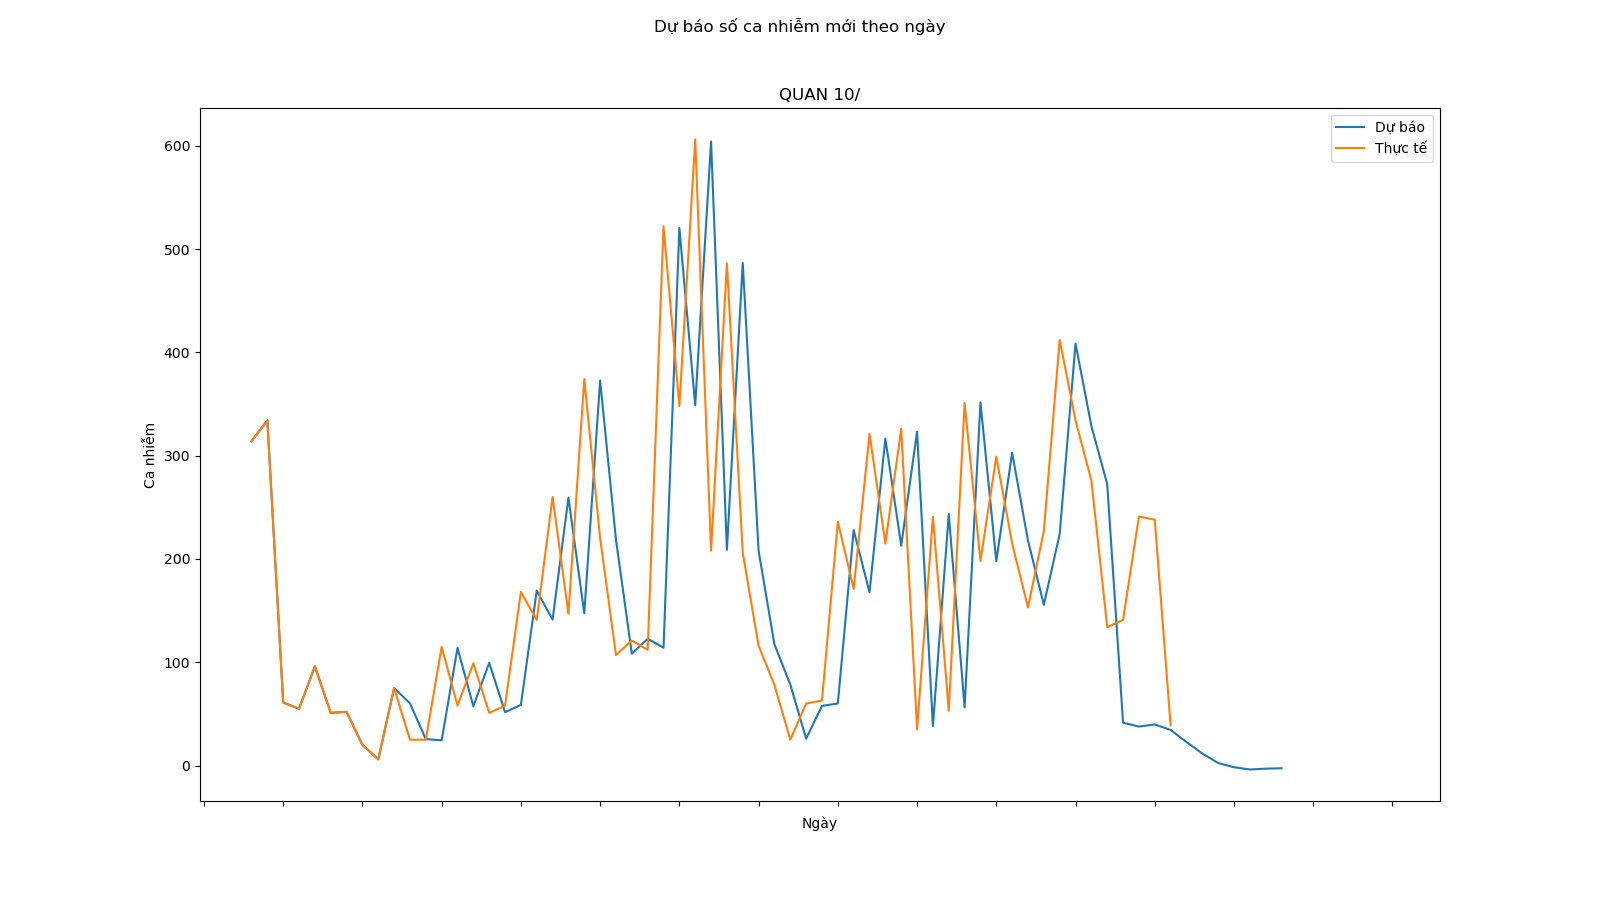 Dự báo số ca nhiễm mới theo ngày
QUAN 10/
Dự báo
Thực tế
600
500
400
300
200
100
0
Ca nhiễm
Ngày